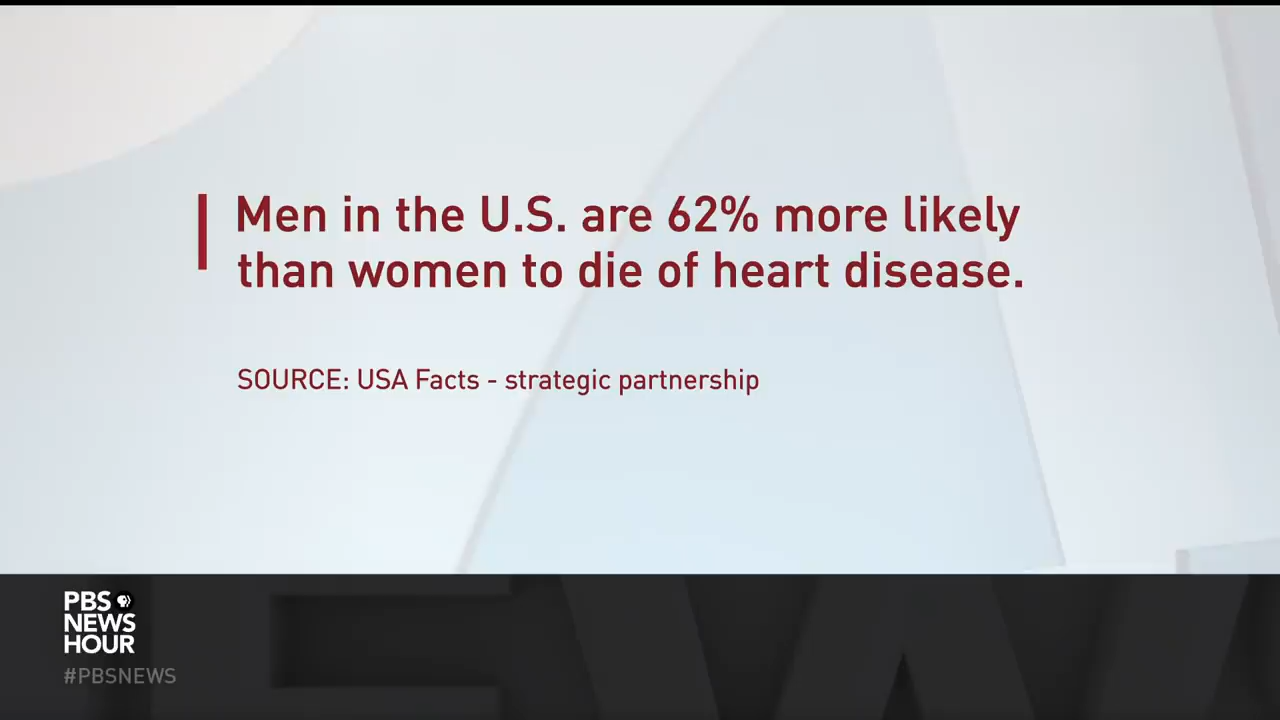 Men in the U.S. are 62% more likely
than women to die of heart disease.
SOURCE: USA Facts - strategic partnership
PBS
NEWS
HOUR
#PBSNEWS